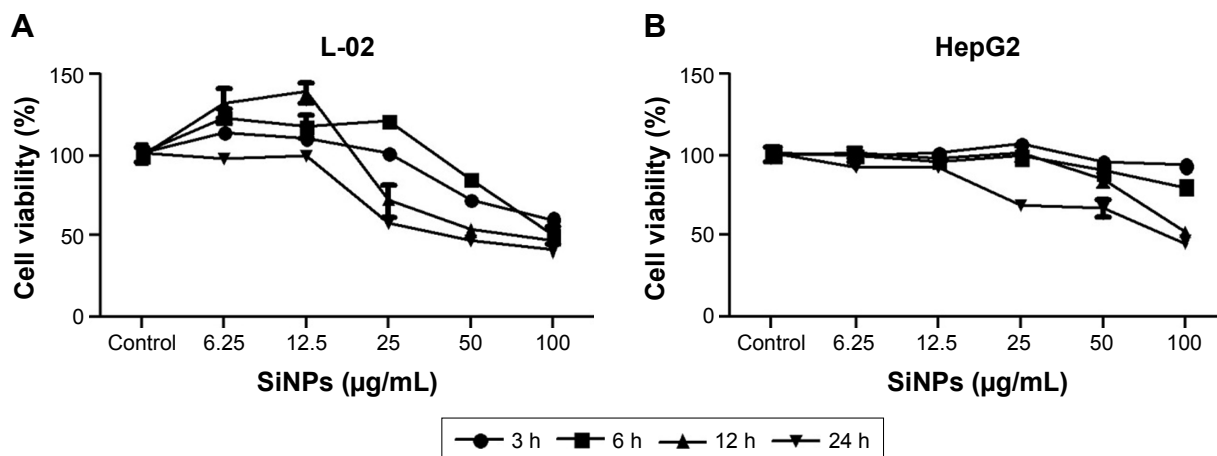 A
L-02
Cell viability (%)
150
100
50
0
Control 6.25 12.5 25 50 100
SiNPs (µg/mL)
B
HepG2
Cell viability (%)
150
100
50
0
Control 6.25 12.5 25 50 100
SiNPs (µg/mL)
3 h 6 h 12 h 24 h